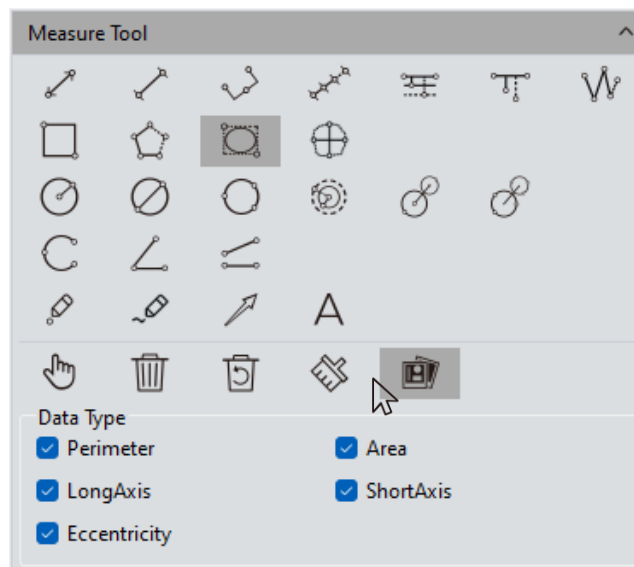 Measure Tool
A
Data Type
Perimeter Area
LongAxis ShortAxis
Eccentricity